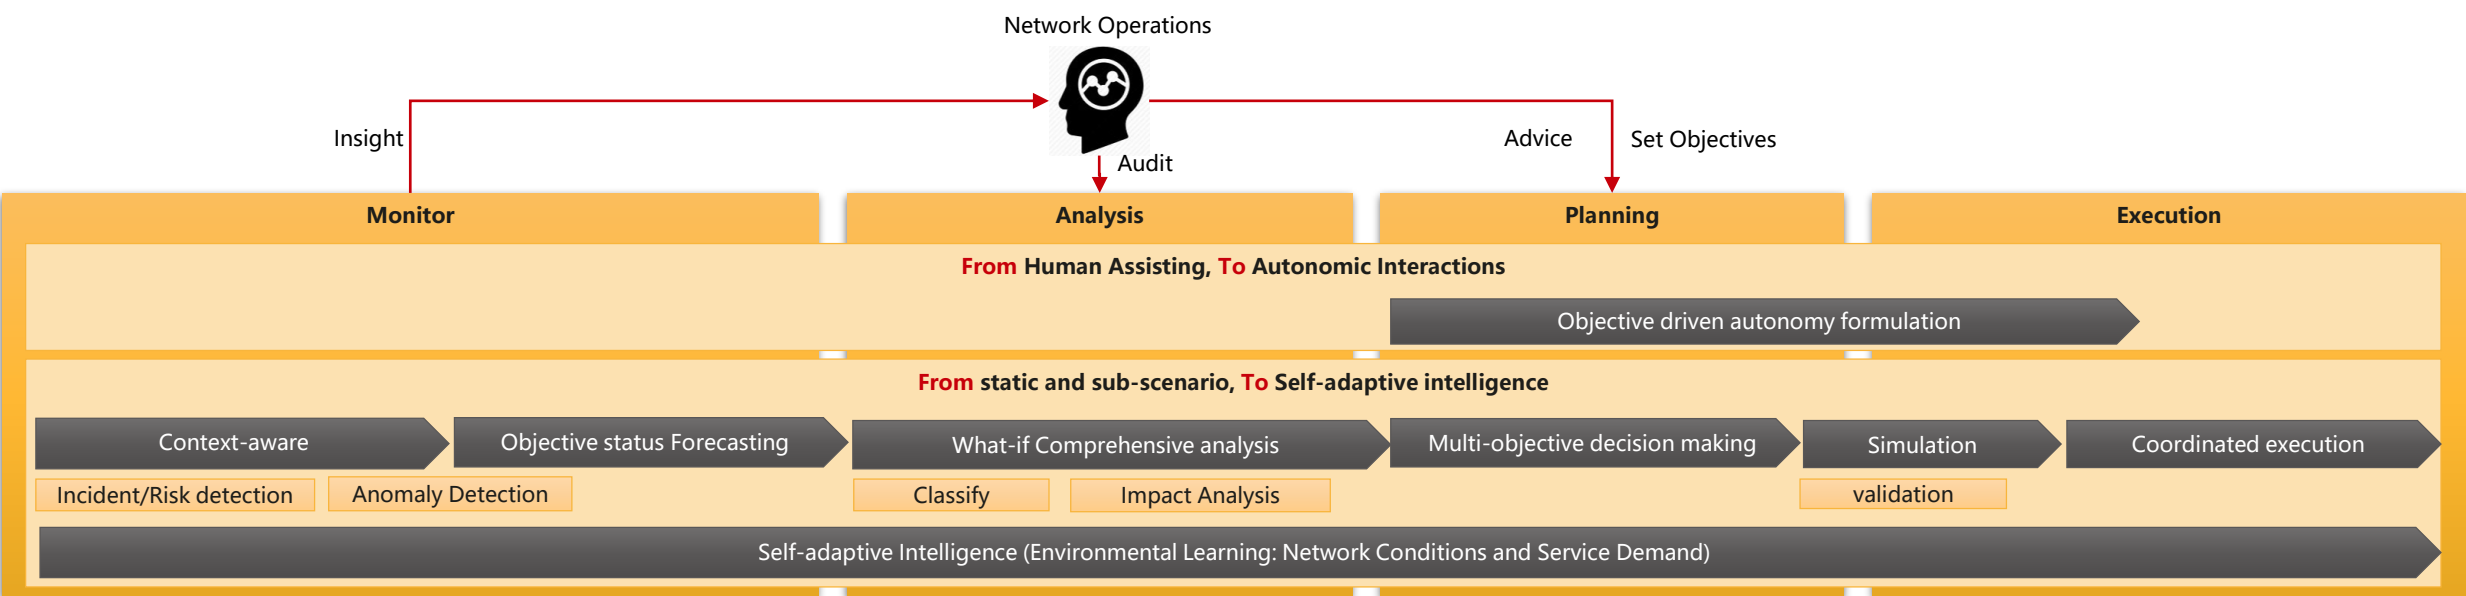 Network Operations
Insight
Audit
Advice
Set Objectives
Monitor
Analysis
Planning
Execution
From Human Assisting, To Autonomic Interactions
Objective driven autonomy formulation
From static and sub-scenario, To Self-adaptive intelligence
Context-aware
Objective status Forecasting
What-if Comprehensive analysis
Multi-objective decision making
Simulation
Coordinated execution
Incident/Risk detection
Anomaly Detection
Classify
Impact Analysis
validation
Self-adaptive Intelligence (Environmental Learning: Network Conditions and Service Demand)